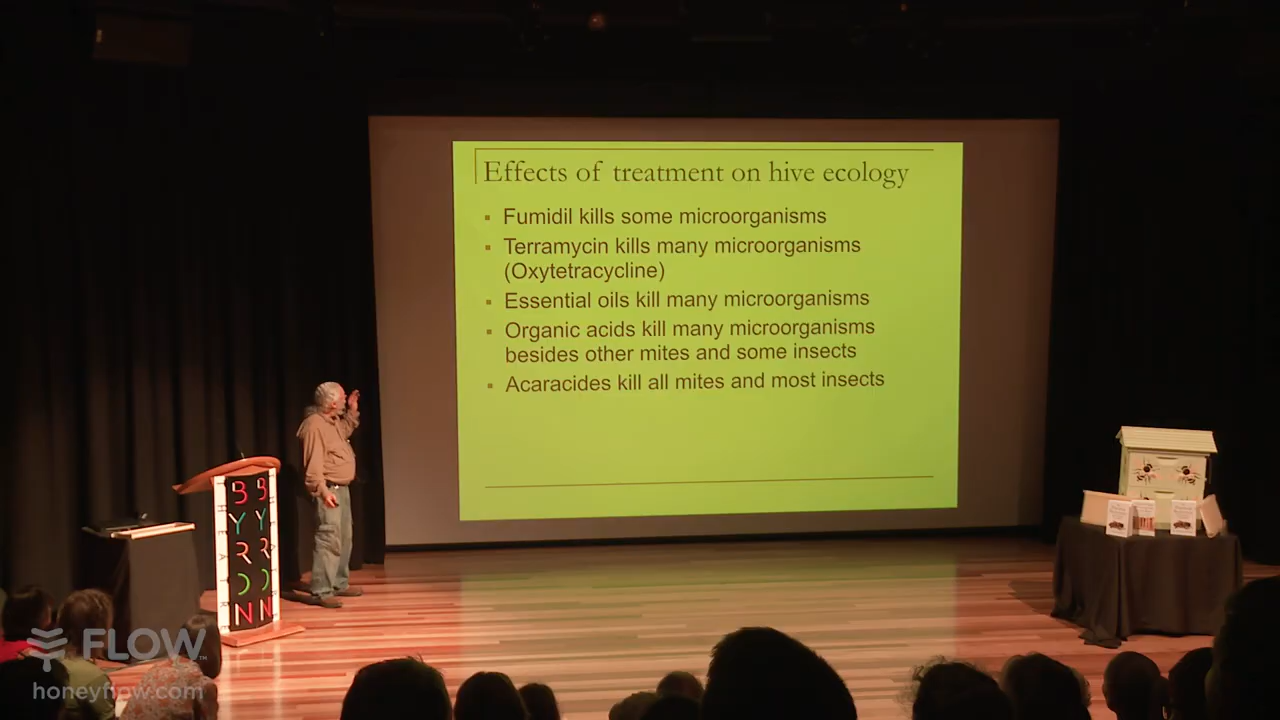 Effects of treatment on hive ecology
Fumidil kills some microorganisms
Terramycin kills many microorganisms
(Oxytetracycline)
Essential oils kill many microorganisms
Organic acids kill many microorganisms
besides other mites and some insects
Acaracides kill all mites and most insects
BYRON
BYRON
THEATRE
FLOW™
honeyflow.com